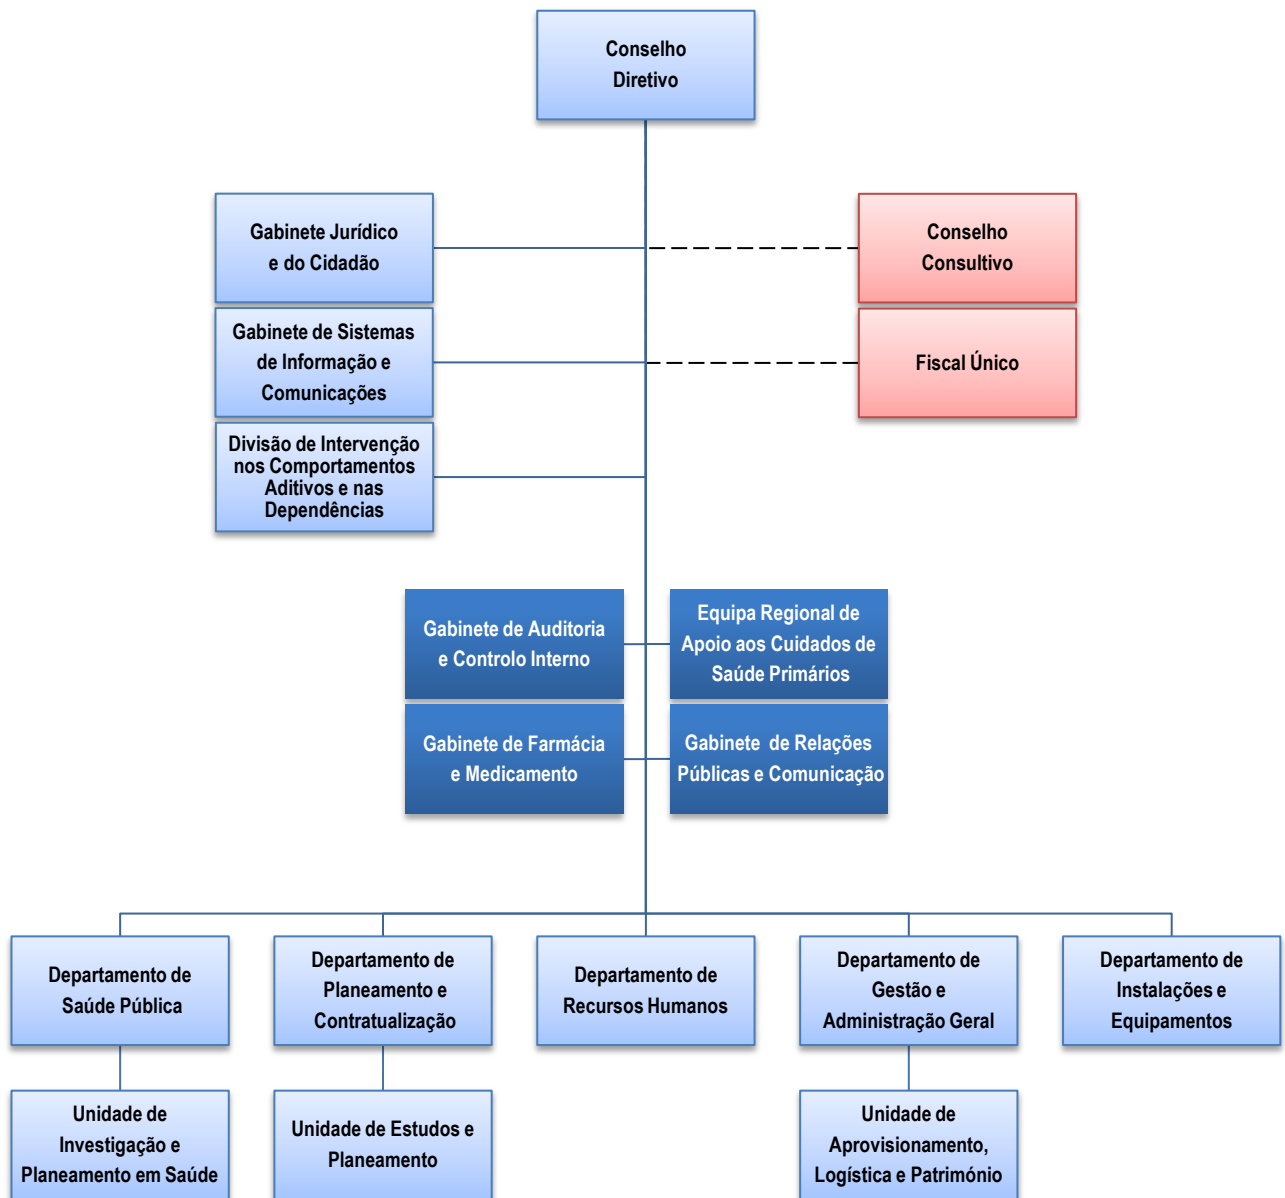 Conselho
Diretivo
Gabinete Jurídico
e do Cidadão
Conselho
Consultivo
Gabinete de Sistemas
de Informação e
Comunicações
Fiscal Único
Divisão de Intervenção
nos Comportamentos
Aditivos e nas
Dependências
Gabinete de Auditoria
e Controlo Interno
Equipa Regional de
Apoio aos Cuidados de
Saúde Primários
Gabinete de Farmácia
e Medicamento
Gabinete de Relações
Públicas e Comunicação
Departamento de
Saúde Pública
Departamento de
Planeamento e
Contratualização
Departamento de
Recursos Humanos
Departamento de
Gestão e
Administração Geral
Departamento de
Instalações e
Equipamentos
Unidade de
Investigação e
Planeamento em Saúde
Unidade de Estudos e
Planeamento
Unidade de
Aprovisionamento,
Logística e Património